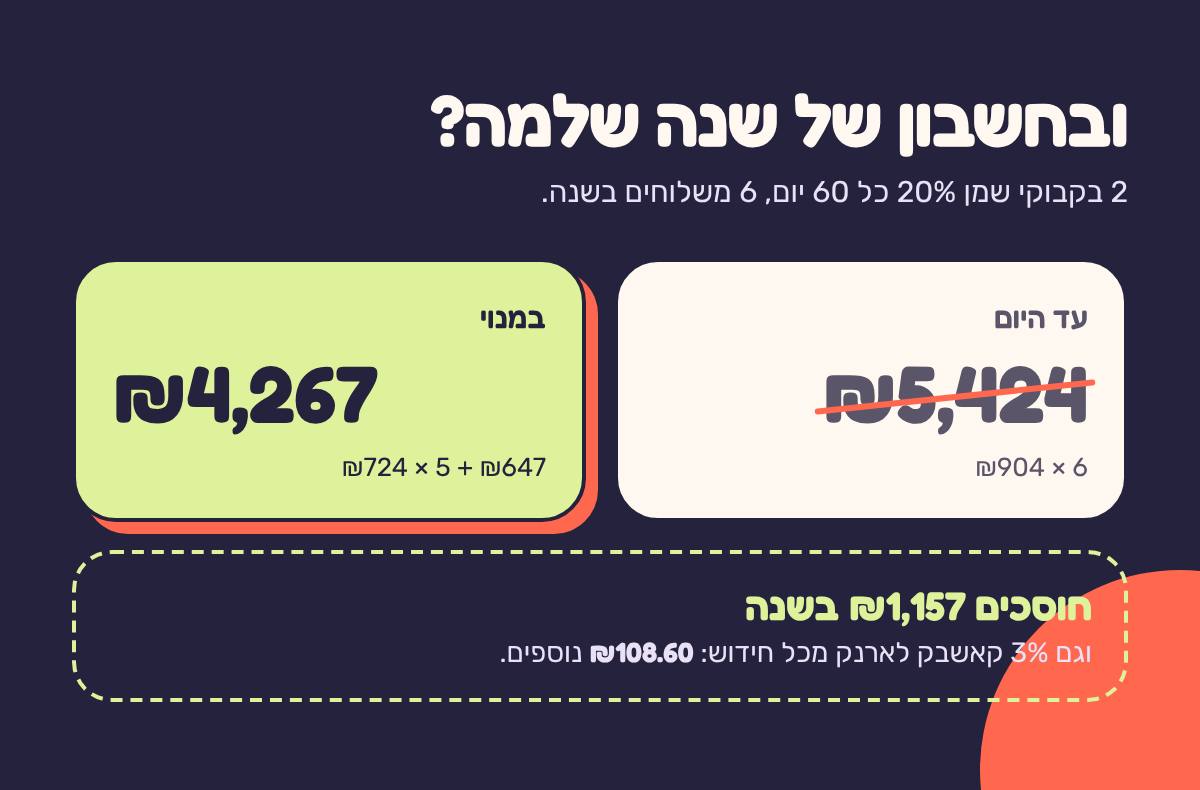 ובחשבון של שנה שלמה?
2 בקבוקי שמן 20% כל 60 יום, 6 משלוחים בשנה.
עד היום
₪5,424
6 × ₪904
במנוי
₪4,267
₪647 + 5 × ₪724
חוסכים ₪1,157 בשנה
וגם 3% קאשבק לארנק מכל חידוש: ₪108.60 נוספים.